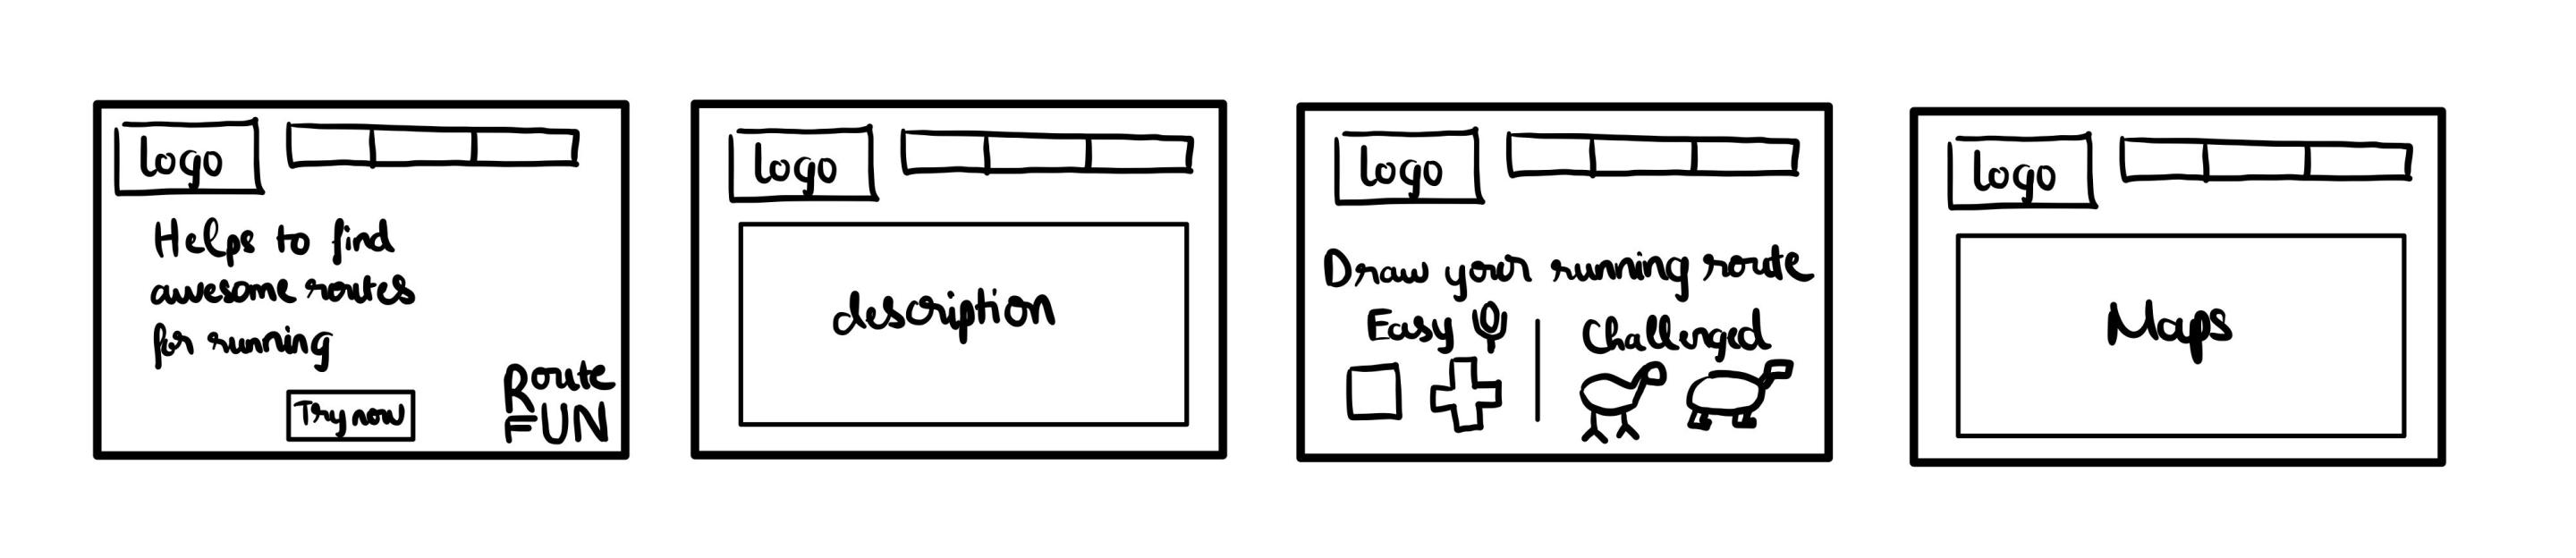 logo
Helps to find
awesome routes
for running
Try now
Route
FUN
logo
description
logo
Draw your running route
Easy
Challenged
logo
Maps